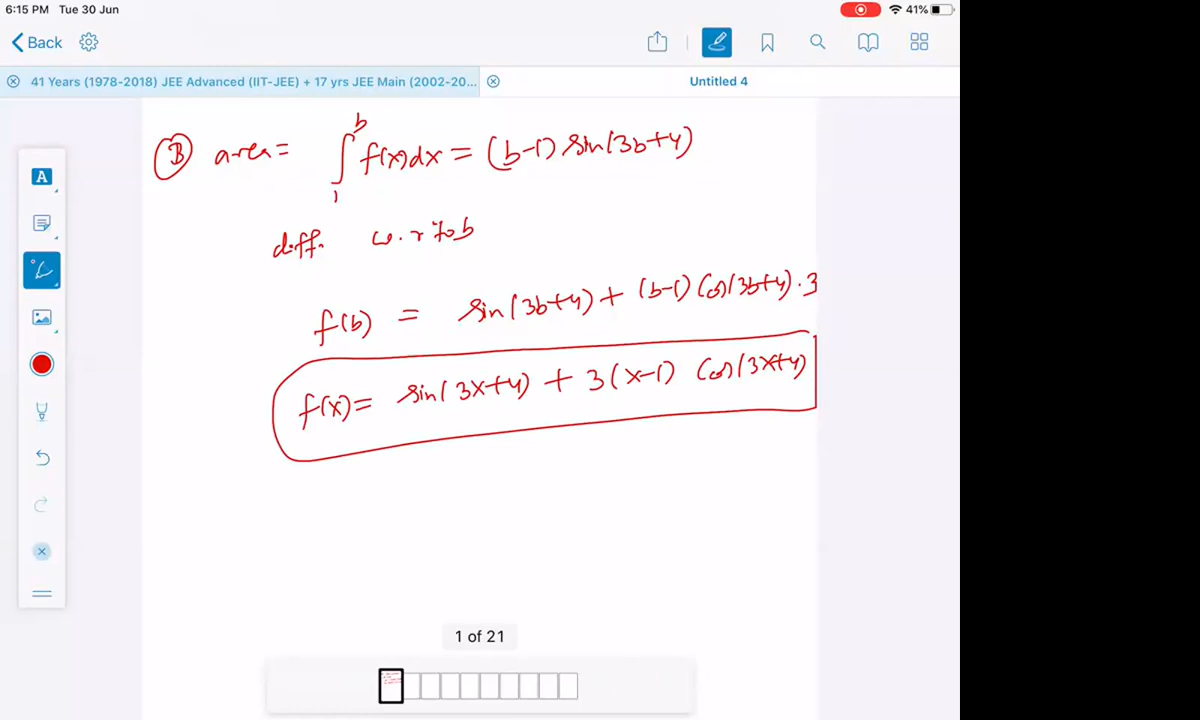 6:15 PM Tue 30 Jun 41%
Back
41 Years (1978-2018) JEE Advanced (IIT-JEE) + 17 yrs JEE Main (2002-20... Untitled 4
A
(3) area = ∫₁ᵇ f(x)dx = (b-1) sin(3b+4)
diff. w.r to b
f(b) = sin(3b+4) + (b-1) Cos(3b+4).3
f(x) = sin(3x+4) + 3(x-1) Cos(3x+4)
1 of 21